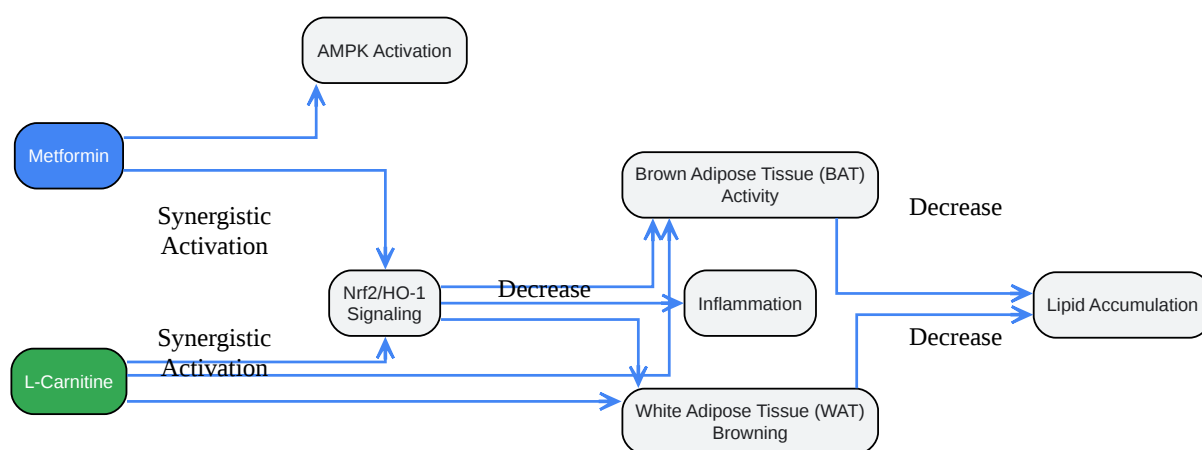 AMPK Activation
Metformin
Brown Adipose Tissue (BAT)
Activity
Synergistic
Activation
Decrease
Nrf2/HO-1
Signaling
Decrease
Inflammation
Lipid Accumulation
Synergistic
Activation
Decrease
L-Carnitine
White Adipose Tissue (WAT)
Browning